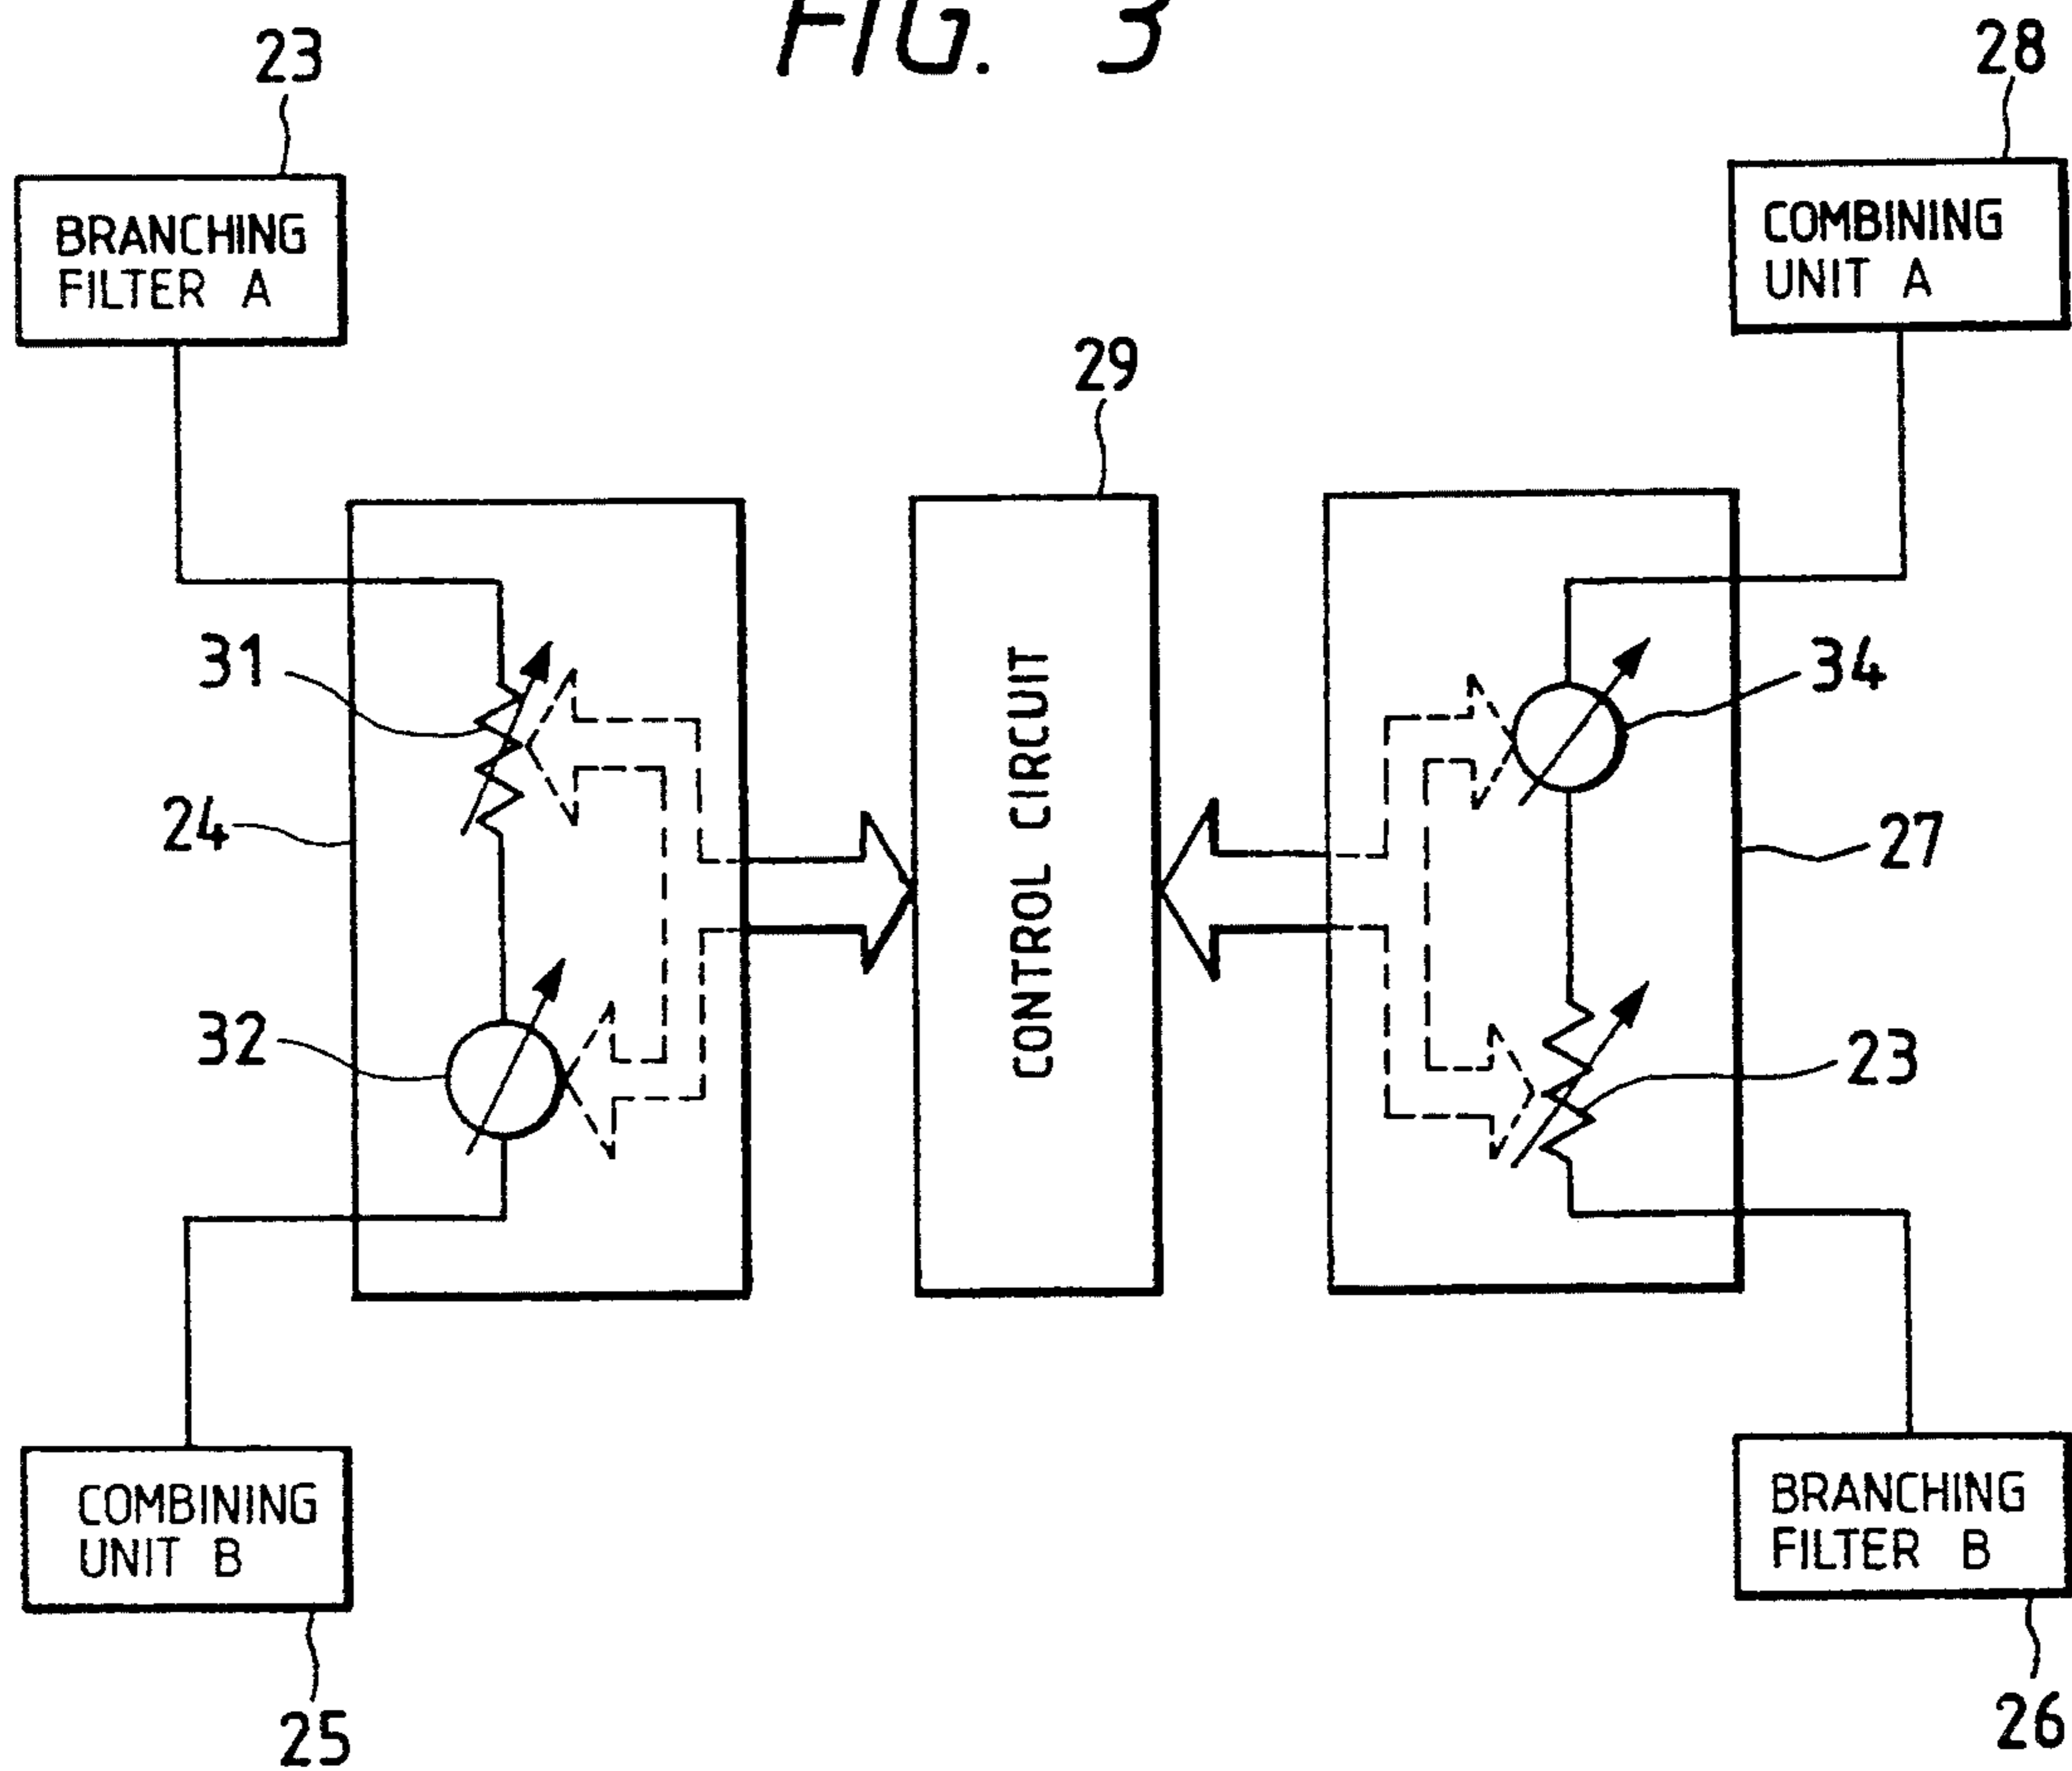 FIG. 3
23
28
BRANCHING
FILTER A
COMBINING
UNIT A
29
31
34
CONTROL CIRCUIT
24
27
32
23
COMBINING
UNIT B
BRANCHING
FILTER B
25
26